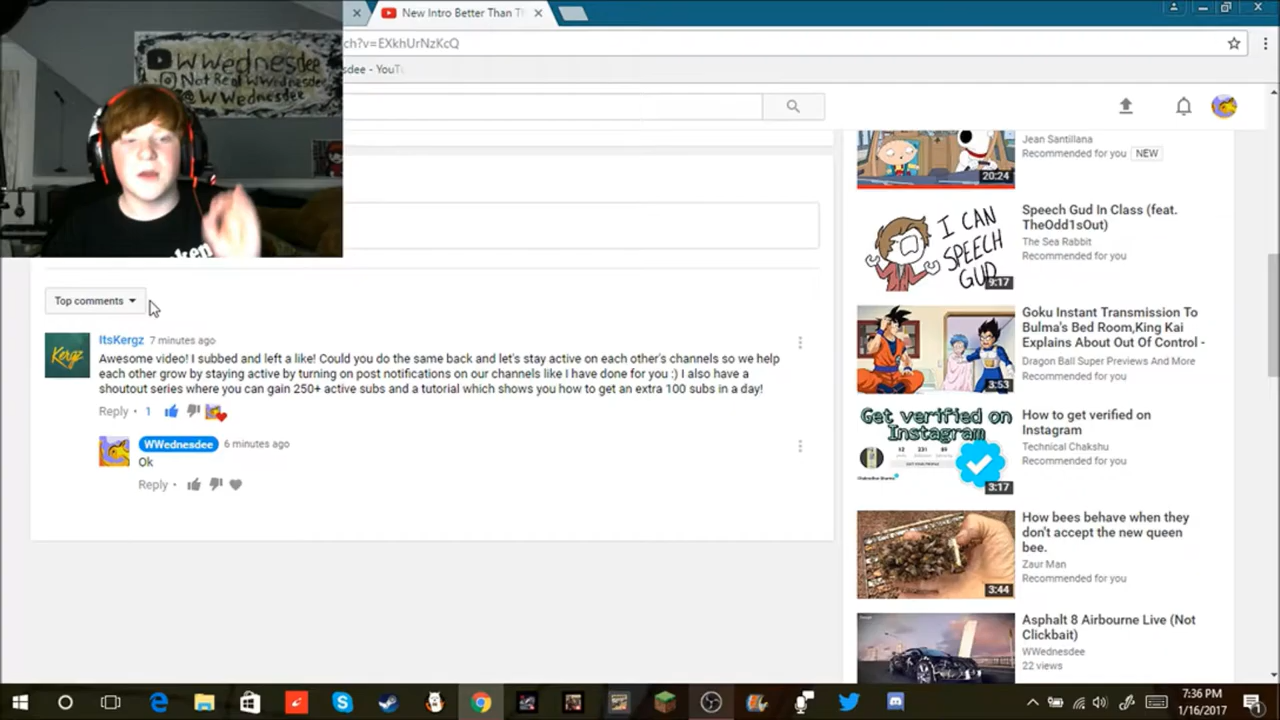 New Intro Better Than T
ch?v=EXkhUrNzKcQ
sdee - YouTu
WWednesdee
Not Real WWednesdee
@WWednesdee
Jean Santillana
Recommended for you NEW
20:24
Speech Gud In Class (feat.
TheOdd1sOut)
The Sea Rabbit
Recommended for you
I CAN
SPEECH
GUD
9:17
Goku Instant Transmission To
Bulma's Bed Room,King Kai
Explains About Out Of Control -
Dragon Ball Super Previews And More
Recommended for you
3:53
Get verified on
Instagram
How to get verified on
Instagram
Technical Chakshu
Recommended for you
3:17
How bees behave when they
don't accept the new queen
bee.
Zaur Man
Recommended for you
3:44
Asphalt 8 Airbourne Live (Not
Clickbait)
WWednesdee
22 views
Top comments
Kergz
ItsKergz 7 minutes ago
Awesome video! I subbed and left a like! Could you do the same back and let's stay active on each other's channels so we help
each other grow by staying active by turning on post notifications on our channels like I have done for you :) I also have a
shoutout series where you can gain 250+ active subs and a tutorial which shows you how to get an extra 100 subs in a day!
Reply • 1
WWednesdee 6 minutes ago
Ok
Reply •
7:36 PM
1/16/2017
1